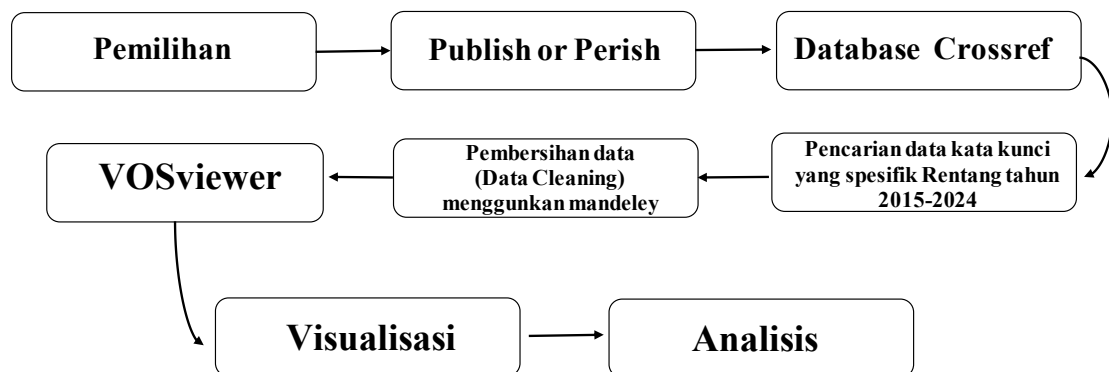 Pemilihan
Publish or Perish
Database Crossref
Pencarian data kata kunci
yang spesifik Rentang tahun
2015-2024
Pembersihan data
(Data Cleaning)
menggunkan mandeley
VOSviewer
Visualisasi
Analisis